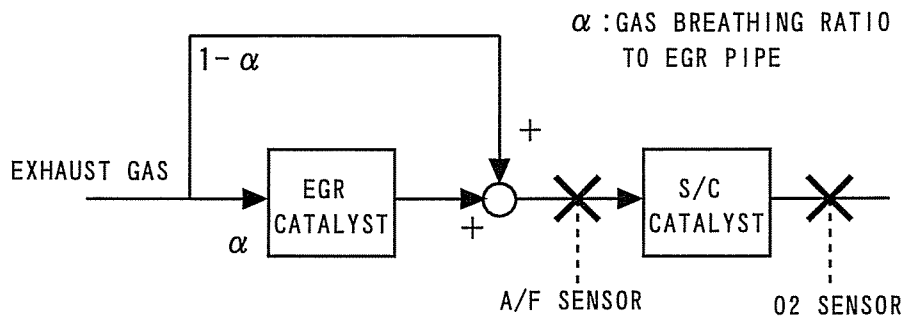 α :GAS BREATHING RATIO
TO EGR PIPE
1- α
+
EXHAUST GAS
EGR
CATALYST
S/C
CATALYST
α
+
A/F SENSOR
O2 SENSOR